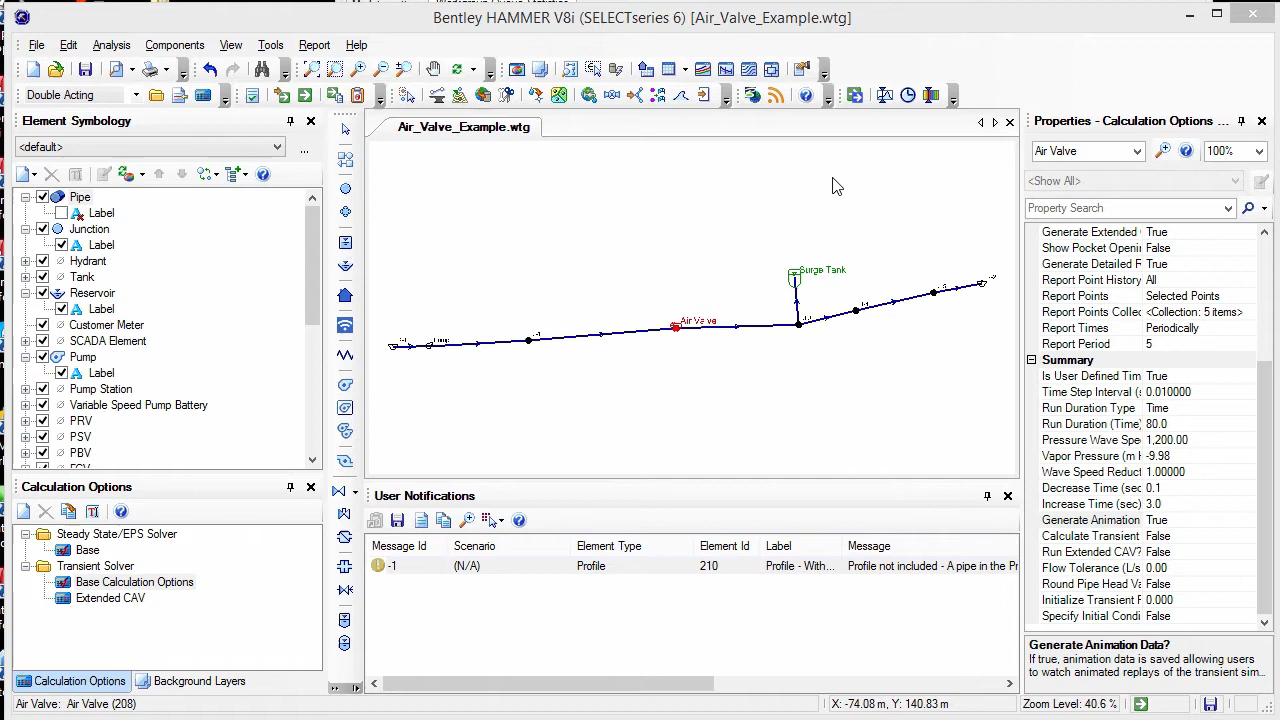 Bentley HAMMER V8i (SELECTseries 6) [Air_Valve_Example.wtg]
File Edit Analysis Components View Tools Report Help
Double Acting
Element Symbology
<default>
...
Pipe
Label
Junction
Label
Hydrant
Tank
Reservoir
Label
Customer Meter
SCADA Element
Pump
Label
Pump Station
Variable Speed Pump Battery
PRV
PSV
PBV
Calculation Options
Steady State/EPS Solver
Base
Transient Solver
Base Calculation Options
Extended CAV
Calculation Options
Background Layers
Air_Valve_Example.wtg
Surge Tank
Air Valve
User Notifications
Message Id Scenario Element Type Element Id Label Message
-1 (N/A) Profile 210 Profile - With... Profile not included - A pipe in the Pr
Properties - Calculation Options ...
Air Valve
100%
<Show All>
Property Search
Generate Extended True
Show Pocket Openi False
Generate Detailed R True
Report Point History All
Report Points Selected Points
Report Points Collec <Collection: 5 items>
Report Times Periodically
Report Period 5
Summary
Is User Defined Tim True
Time Step Interval (s 0.010000
Run Duration Type Time
Run Duration (Time) 80.0
Pressure Wave Spe 1,200.00
Vapor Pressure (m H -9.98
Wave Speed Reduct 1.00000
Decrease Time (sec 0.1
Increase Time (sec) 3.0
Generate Animation True
Calculate Transient False
Run Extended CAV? False
Flow Tolerance (L/s 0.00
Round Pipe Head Va False
Initialize Transient F 0.000
Specify Initial Condi False
Generate Animation Data?
If true, animation data is saved allowing users
to watch animated replays of the transient sim...
Air Valve: Air Valve (208)
X: -74.08 m, Y: 140.83 m
Zoom Level: 40.6 %